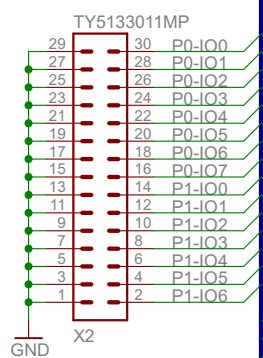 TY5133011MP
29 30 P0-IO0
27 28 P0-IO1
25 26 P0-IO2
23 24 P0-IO3
21 22 P0-IO4
19 20 P0-IO5
17 18 P0-IO6
15 16 P0-IO7
13 14 P1-IO0
11 12 P1-IO1
9 10 P1-IO2
7 8 P1-IO3
5 6 P1-IO4
3 4 P1-IO5
1 2 P1-IO6
X2
GND